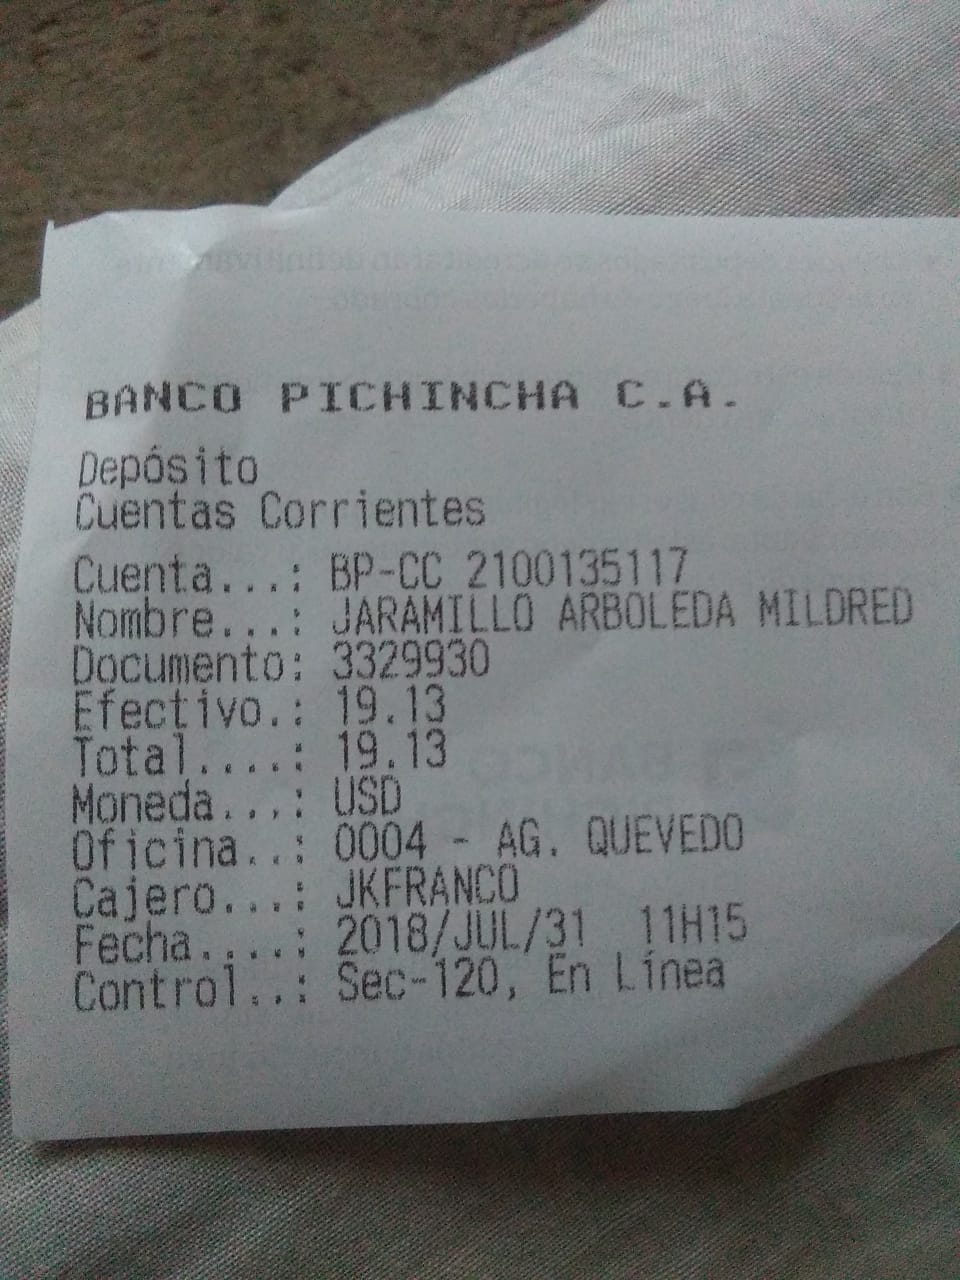 BANCO PICHINCHA C.A.
Depósito
Cuentas Corrientes
Cuenta...: BP-CC 2100135117
Nombre...: JARAMILLO ARBOLEDA MILDRED
Documento: 3329930
Efectivo.: 19.13
Total....: 19.13
Moneda...: USD
Oficina..: 0004 - AG. QUEVEDO
Cajero...: JKFRANCO
Fecha....: 2018/JUL/31 11H15
Control..: Sec-120, En Línea